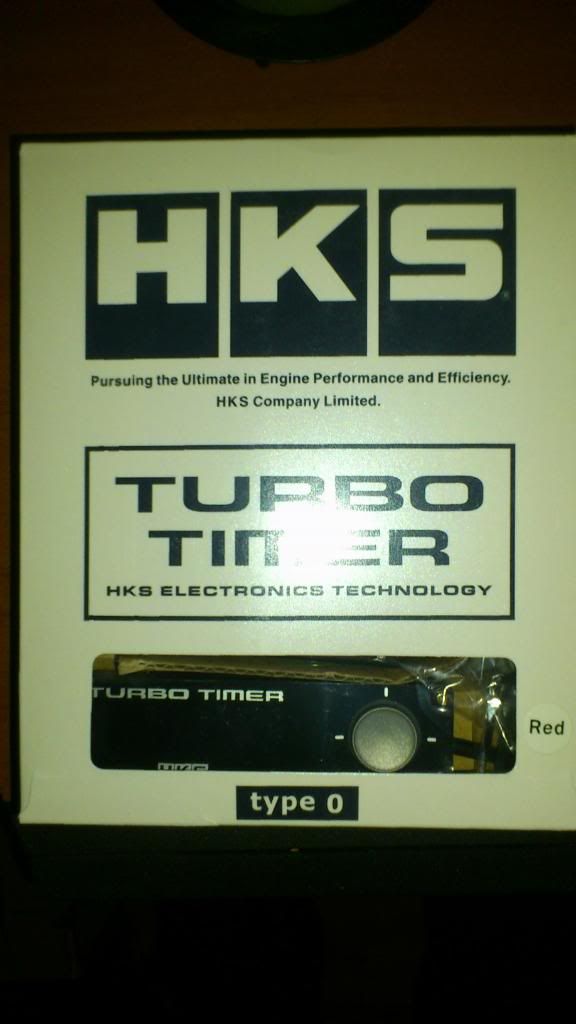 HKS
Pursuing the Ultimate in Engine Performance and Efficiency.
HKS Company Limited.
TURBO
TIMER
HKS ELECTRONICS TECHNOLOGY
TURBO TIMER
Red
HKS
type 0